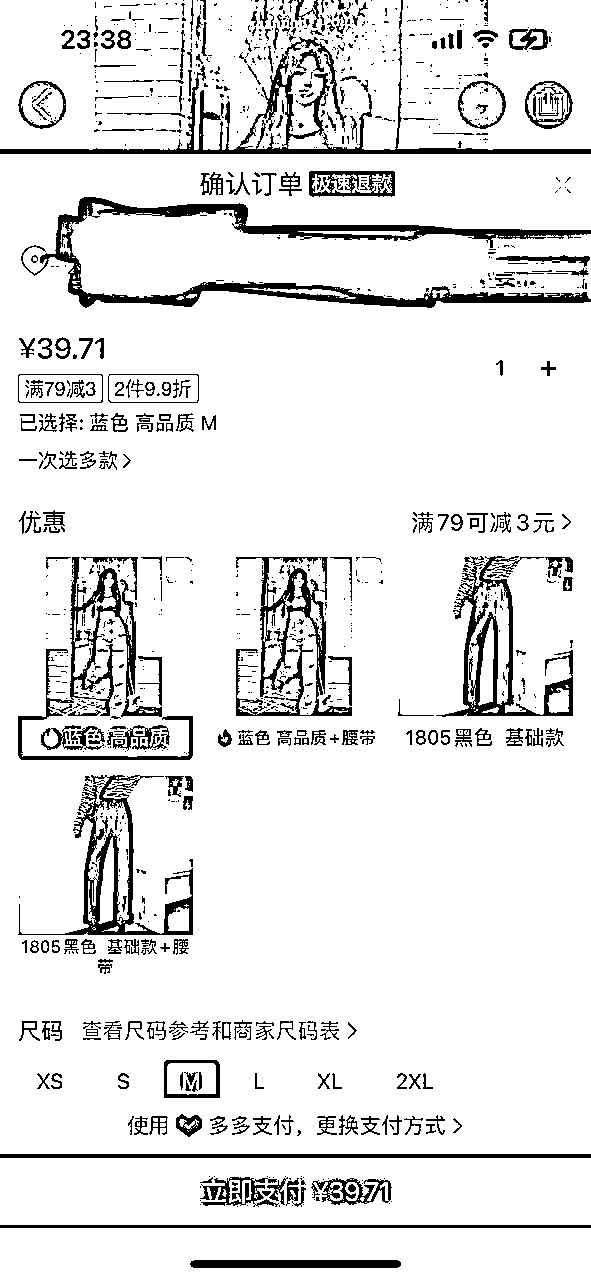 23:38
确认订单 极速退款
¥39.71
1 +
满79减3 2件9.9折
已选择: 蓝色 高品质 M
一次选多款>
优惠 满79可减3元>
蓝色 高品质
蓝色 高品质+腰带
1805黑色 基础款
1805黑色 基础款+腰
带
尺码 查看尺码参考和商家尺码表>
XS S M L XL 2XL
使用 多多支付，更换支付方式>
立即支付 ¥39.71